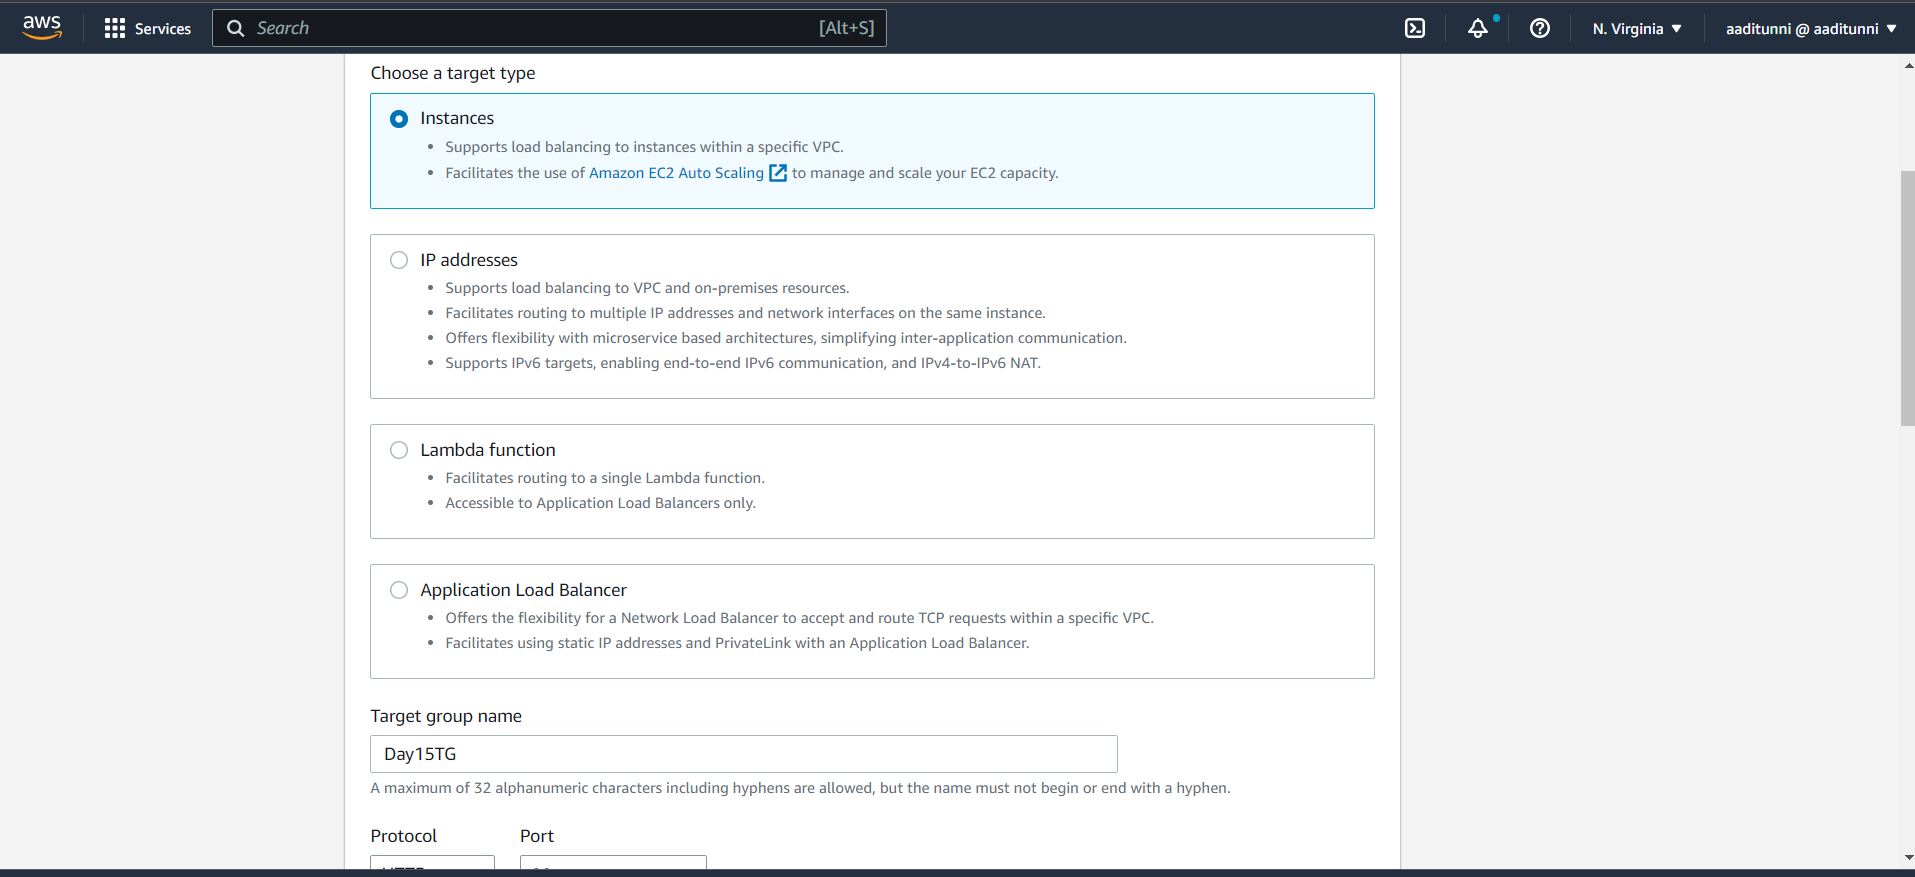 aws
Services
Search
[Alt+S]
N. Virginia
aaditunni @ aaditunni
Choose a target type
Instances
Supports load balancing to instances within a specific VPC.
Facilitates the use of Amazon EC2 Auto Scaling to manage and scale your EC2 capacity.
IP addresses
Supports load balancing to VPC and on-premises resources.
Facilitates routing to multiple IP addresses and network interfaces on the same instance.
Offers flexibility with microservice based architectures, simplifying inter-application communication.
Supports IPv6 targets, enabling end-to-end IPv6 communication, and IPv4-to-IPv6 NAT.
Lambda function
Facilitates routing to a single Lambda function.
Accessible to Application Load Balancers only.
Application Load Balancer
Offers the flexibility for a Network Load Balancer to accept and route TCP requests within a specific VPC.
Facilitates using static IP addresses and PrivateLink with an Application Load Balancer.
Target group name
Day15TG
A maximum of 32 alphanumeric characters including hyphens are allowed, but the name must not begin or end with a hyphen.
Protocol
Port